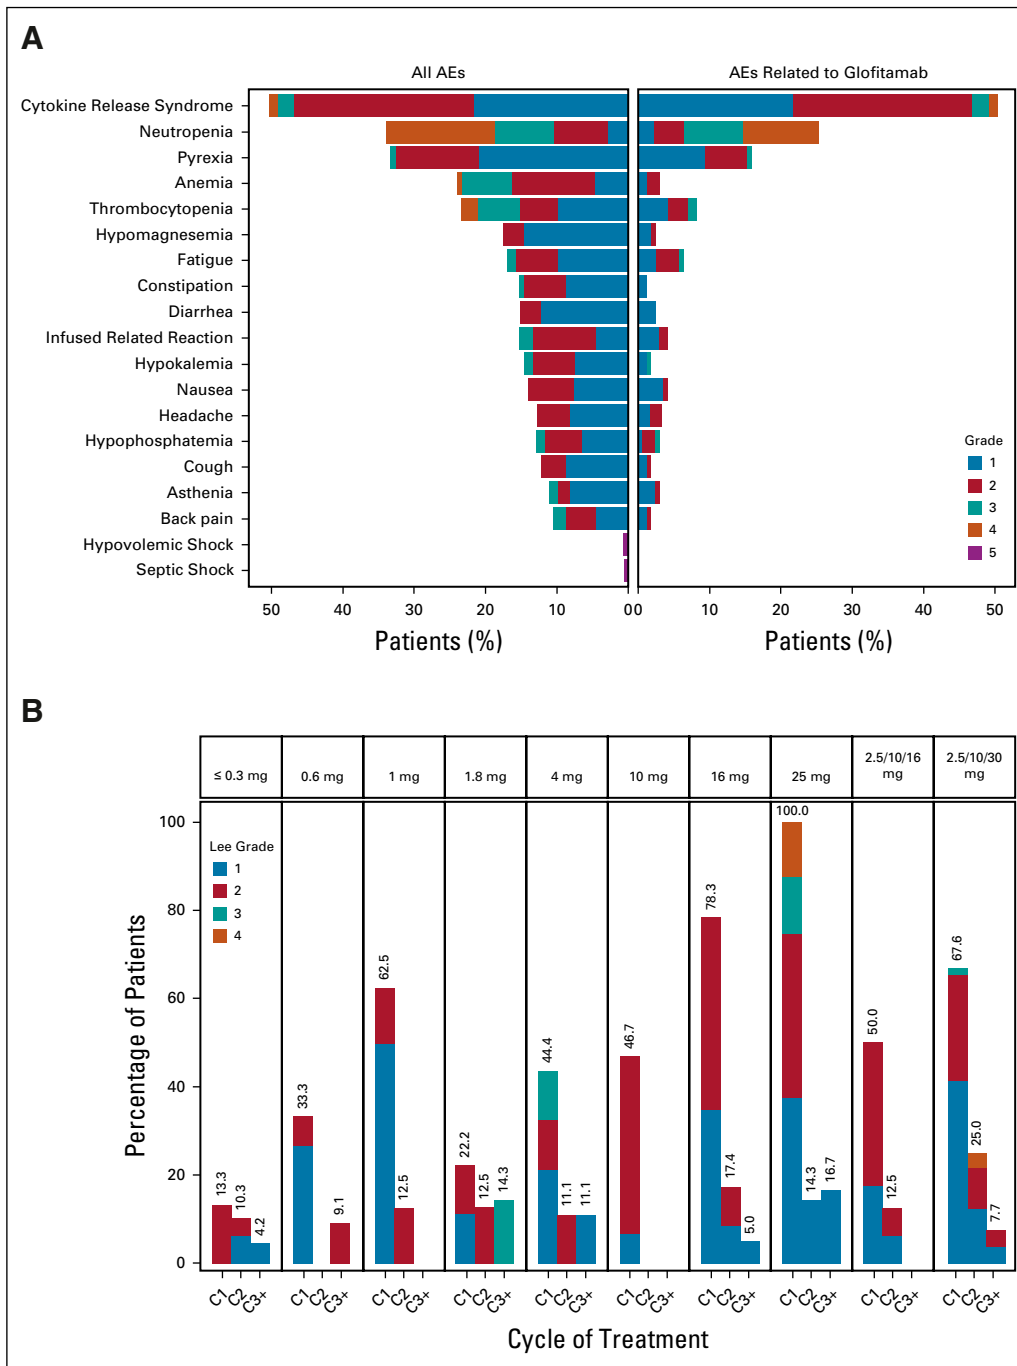 A
All AEs
AEs Related to Glofitamab
Cytokine Release Syndrome
Neutropenia
Pyrexia
Anemia
Thrombocytopenia
Hypomagnesemia
Fatigue
Constipation
Diarrhea
Infused Related Reaction
Hypokalemia
Nausea
Headache
Hypophosphatemia
Cough
Asthenia
Back pain
Hypovolemic Shock
Septic Shock
Grade
1
2
3
4
5
50 40 30 20 10 0 0 10 20 30 40 50
Patients (%)
Patients (%)
B
≤ 0.3 mg
0.6 mg
1 mg
1.8 mg
4 mg
10 mg
16 mg
25 mg
2.5/10/16
mg
2.5/10/30
mg
Percentage of Patients
100
80
60
40
20
0
Lee Grade
1
2
3
4
13.3 10.3 4.2
33.3 9.1
62.5 12.5
22.2 12.5 14.3
44.4 11.1 11.1
46.7
78.3 17.4 5.0
100.0 14.3 16.7
50.0 12.5
67.6 25.0 7.7
C1 C2 C3+ C1 C2 C3+ C1 C2 C3+ C1 C2 C3+ C1 C2 C3+ C1 C2 C3+ C1 C2 C3+ C1 C2 C3+ C1 C2 C3+ C1 C2 C3+
Cycle of Treatment